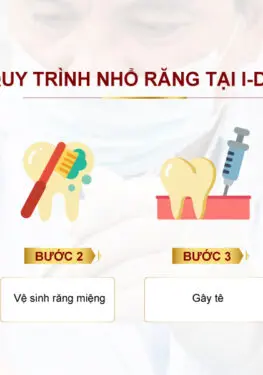 QUY TRÌNH NHỔ RĂNG TẠI I-D
BƯỚC 2
BƯỚC 3
Vệ sinh răng miệng
Gây tê